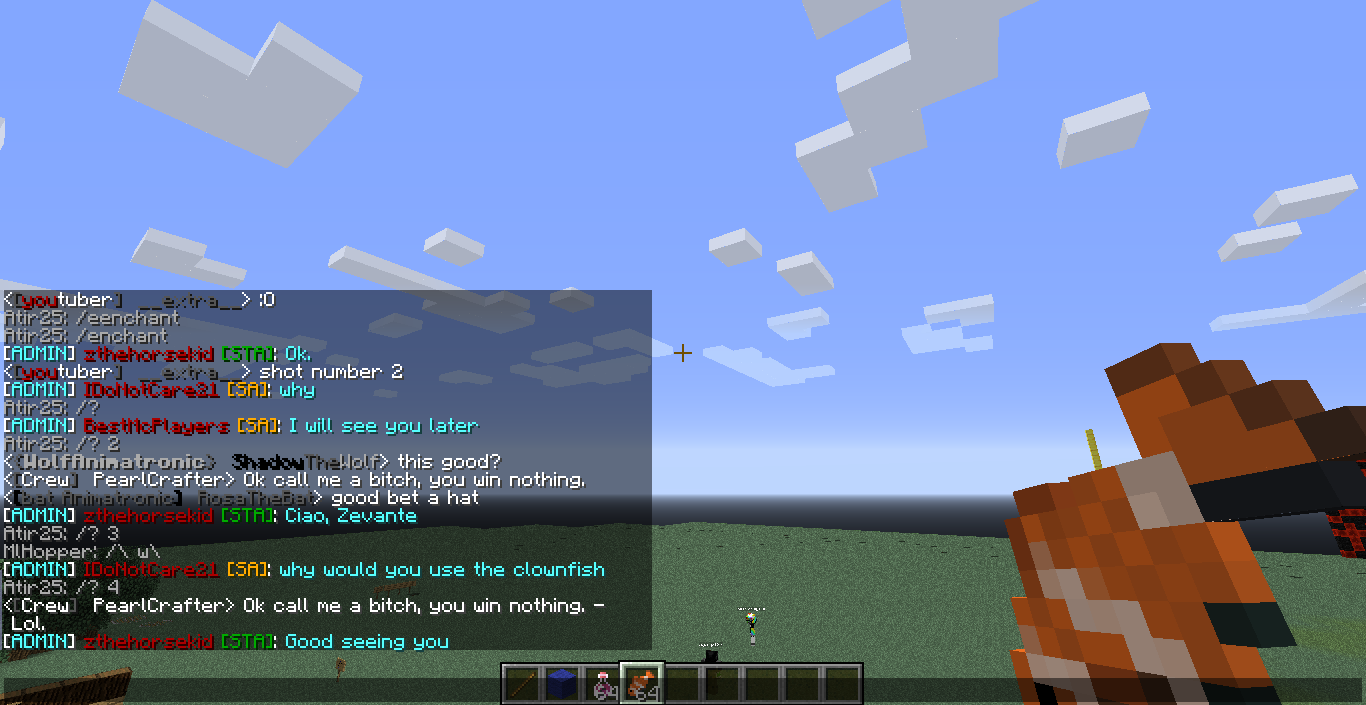 <[youtuber] __extra__> :O
Atir25: /eenchant
Atir25: /enchant
[ADMIN] zthehorsekid [STA]: Ok.
<[youtuber] __extra__> shot number 2
[ADMIN] IDoNotCare21 [SA]: why
Atir25: /?
[ADMIN] BestMcPlayers [SA]: I will see you later
Atir25: /? 2
<{WolfAnimatronic} ShadowTheWolf> this good?
<[Crew] PearlCrafter> Ok call me a bitch, you win nothing.
<[bat Animatronic] RosaTheBat> good bet a hat
[ADMIN] zthehorsekid [STA]: Ciao, Zevante
Atir25: /? 3
MlHopper: /\ w\
[ADMIN] IDoNotCare21 [SA]: why would you use the clownfish
Atir25: /? 4
<[Crew] PearlCrafter> Ok call me a bitch, you win nothing. -
Lol.
[ADMIN] zthehorsekid [STA]: Good seeing you
64
64